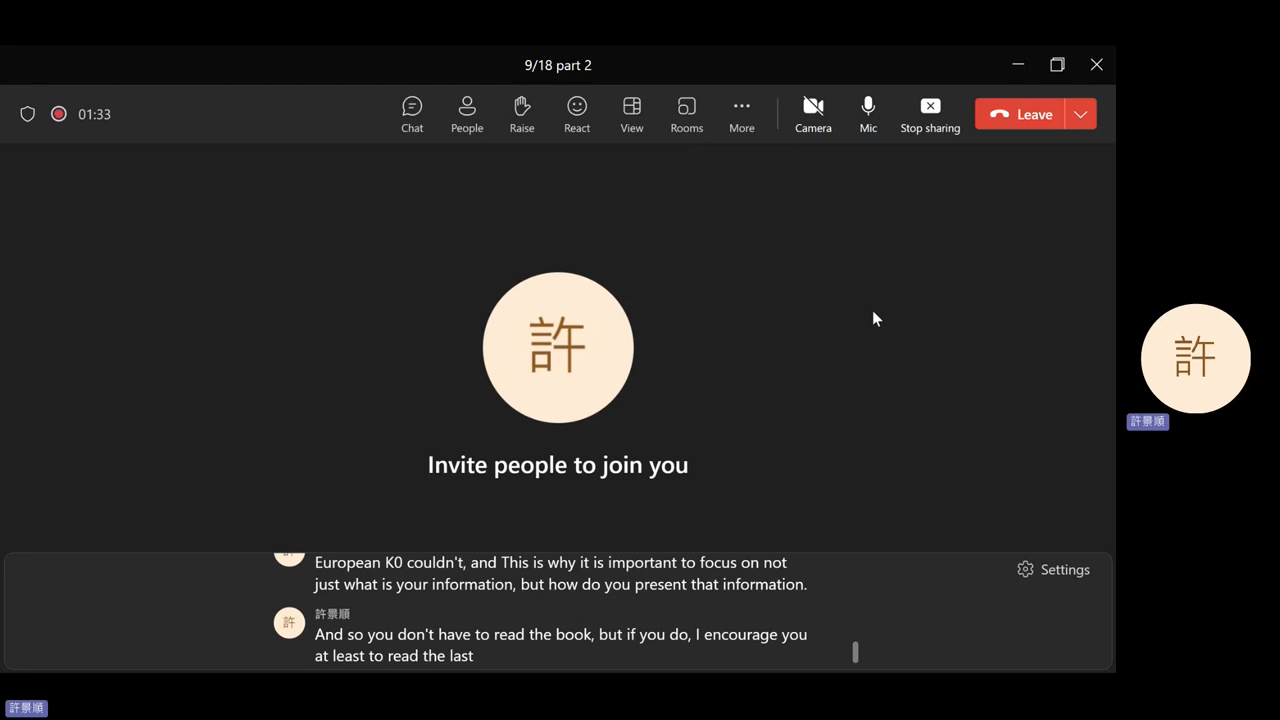 9/18 part 2
01:33
Chat
People
Raise
React
View
Rooms
More
Camera
Mic
Stop sharing
Leave
許
Invite people to join you
許
許景順
European K0 couldn't, and This is why it is important to focus on not
just what is your information, but how do you present that information.
Settings
許
許景順
And so you don't have to read the book, but if you do, I encourage you
at least to read the last
許景順